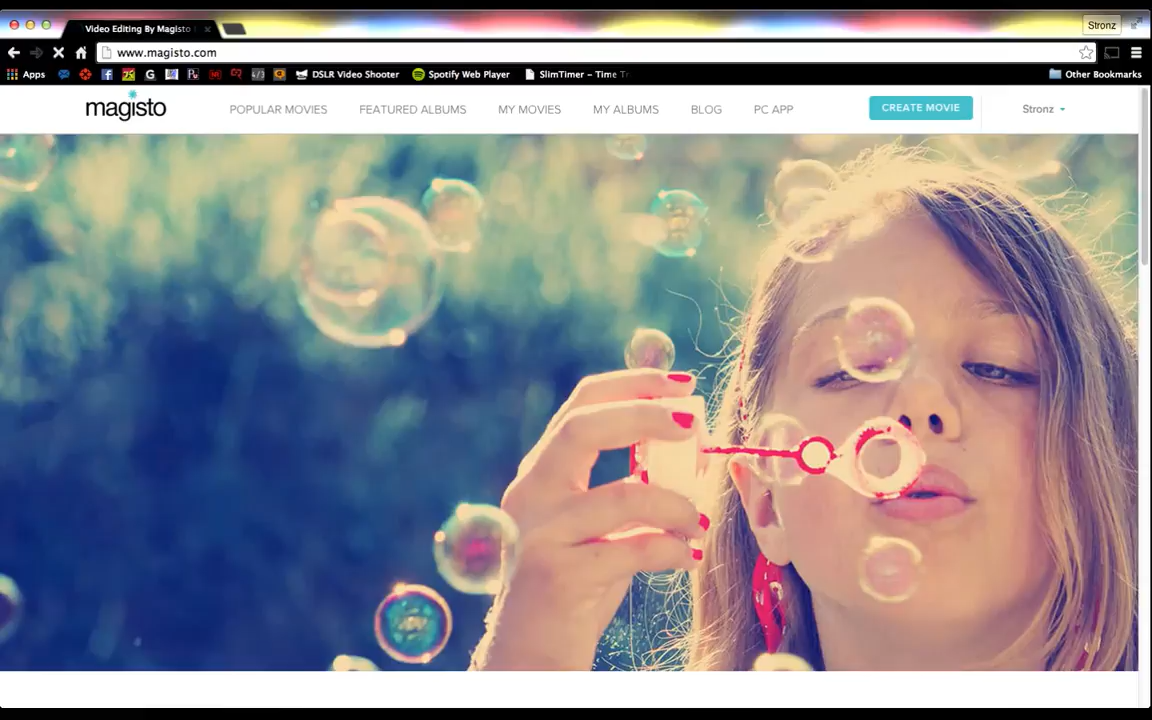 Video Editing By Magisto
Stronz
www.magisto.com
Apps
DSLR Video Shooter
Spotify Web Player
SlimTimer – Time Tr
Other Bookmarks
magisto
POPULAR MOVIES
FEATURED ALBUMS
MY MOVIES
MY ALBUMS
BLOG
PC APP
CREATE MOVIE
Stronz